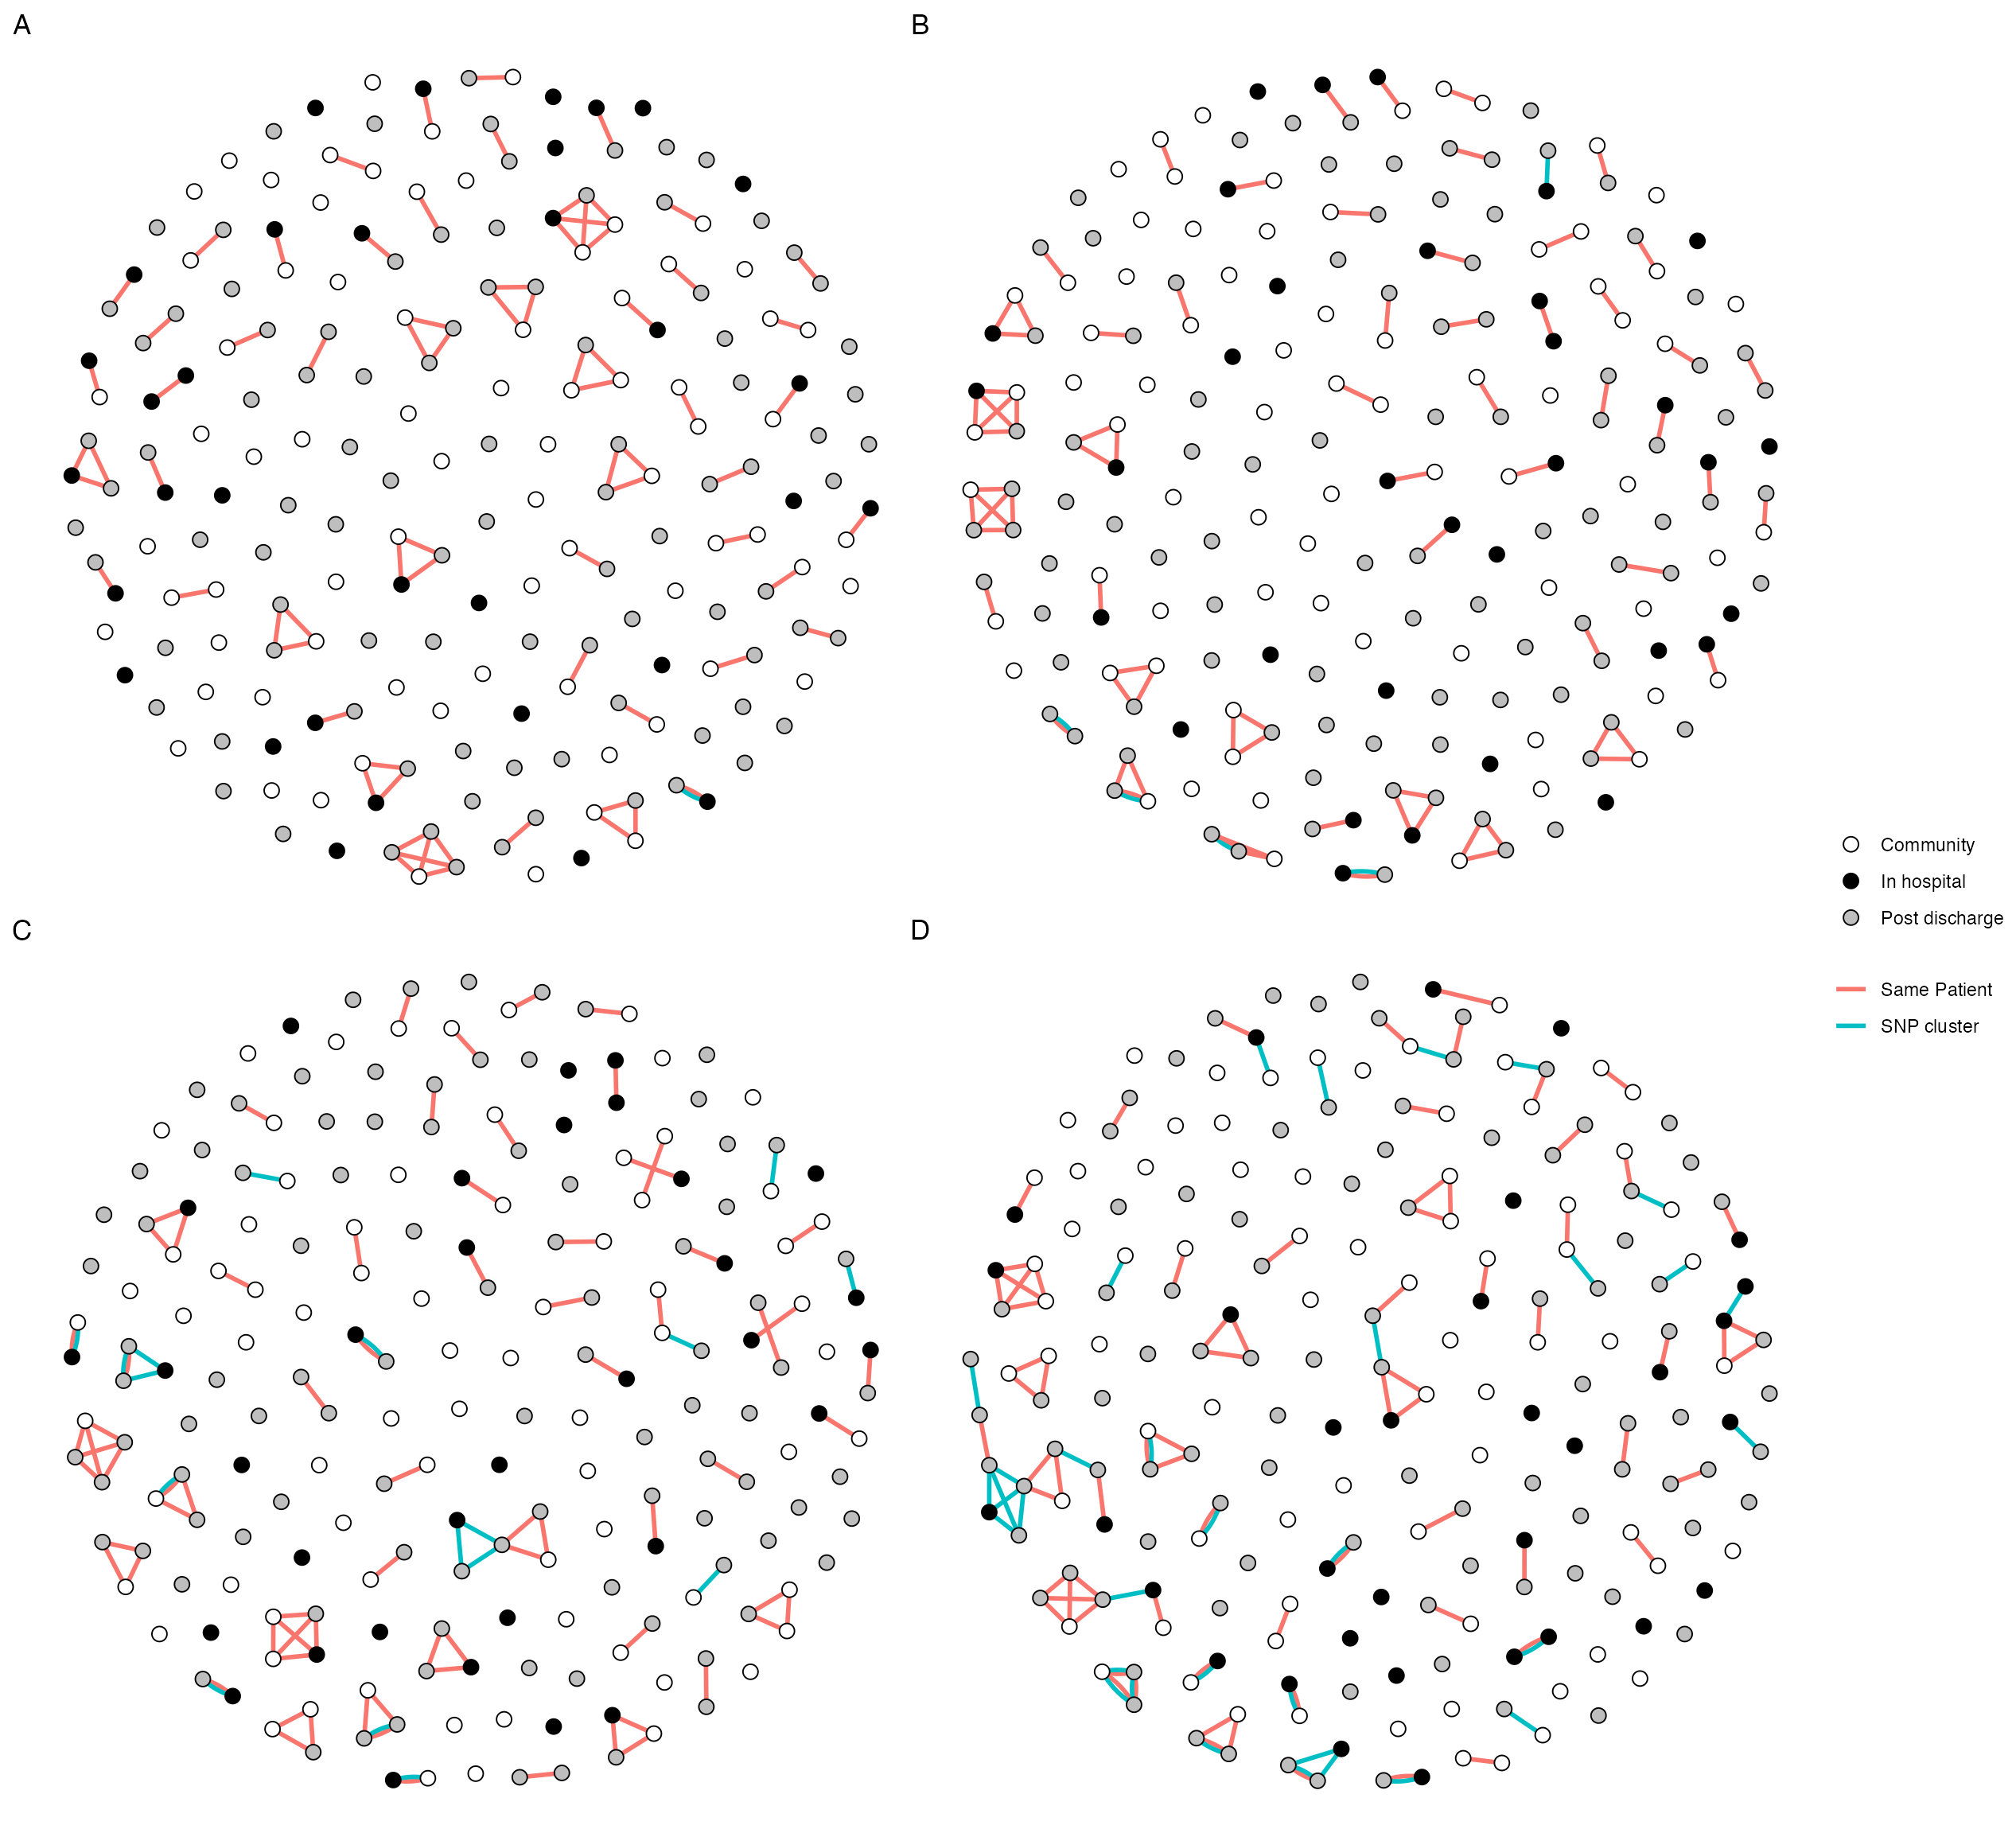 A
B
Community
In hospital
Post discharge
C
D
Same Patient
SNP cluster